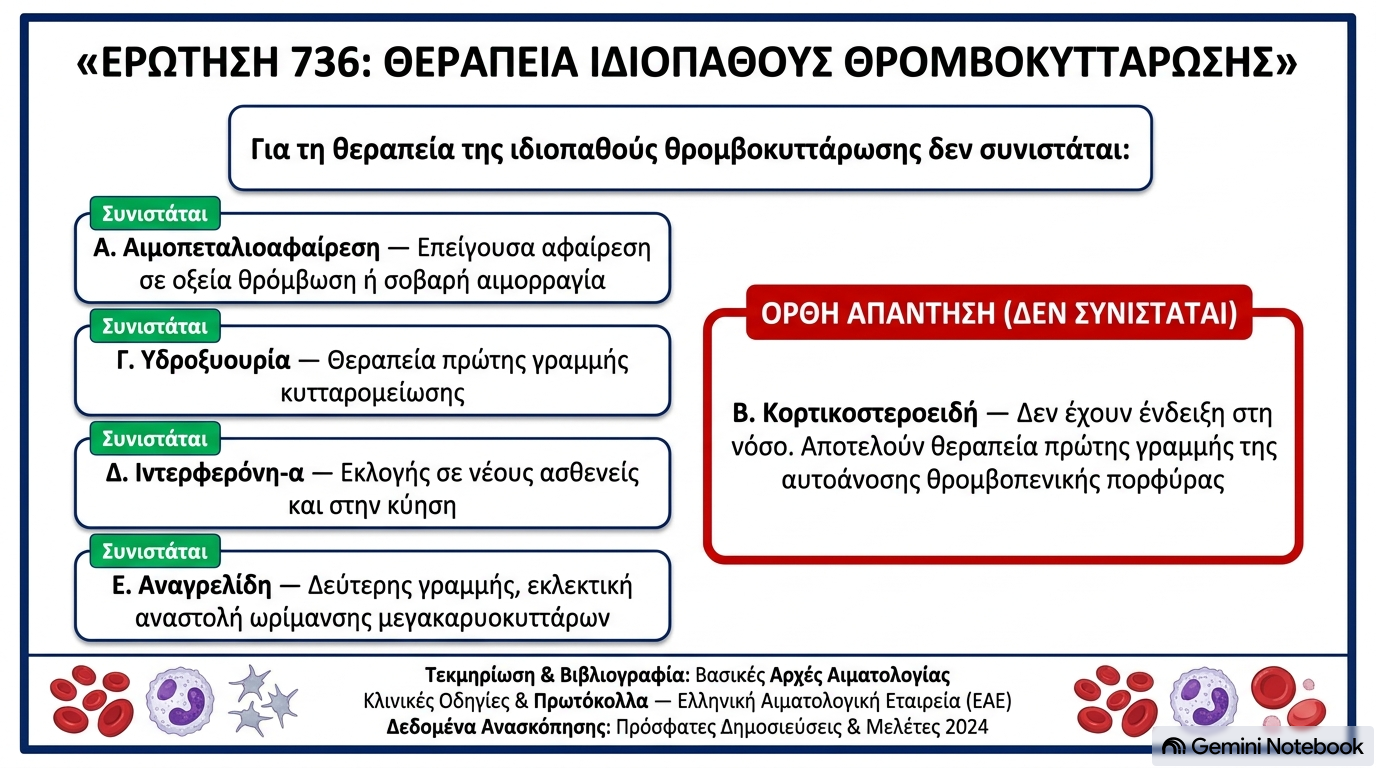 «ΕΡΩΤΗΣΗ 736: ΘΕΡΑΠΕΙΑ ΙΔΙΟΠΑΘΟΥΣ ΘΡΟΜΒΟΚΥΤΤΑΡΩΣΗΣ»
Για τη θεραπεία της ιδιοπαθούς θρομβοκυττάρωσης δεν συνιστάται:
Συνιστάται
Α. Αιμοπεταλιοαφαίρεση — Επείγουσα αφαίρεση
σε οξεία θρόμβωση ή σοβαρή αιμορραγία
Συνιστάται
Γ. Υδροξυουρία — Θεραπεία πρώτης γραμμής
κυτταρομείωσης
Συνιστάται
Δ. Ιντερφερόνη-α — Εκλογής σε νέους ασθενείς
και στην κύηση
Συνιστάται
Ε. Αναγρελίδη — Δεύτερης γραμμής, εκλεκτική
αναστολή ωρίμανσης μεγακαρυοκυττάρων
ΟΡΘΗ ΑΠΑΝΤΗΣΗ (ΔΕΝ ΣΥΝΙΣΤΑΤΑΙ)
Β. Κορτικοστεροειδή — Δεν έχουν ένδειξη στη
νόσο. Αποτελούν θεραπεία πρώτης γραμμής της
αυτοάνοσης θρομβοπενικής πορφύρας
Τεκμηρίωση & Βιβλιογραφία: Βασικές Αρχές Αιματολογίας
Κλινικές Οδηγίες & Πρωτόκολλα — Ελληνική Αιματολογική Εταιρεία (ΕΑΕ)
Δεδομένα Ανασκόπησης: Πρόσφατες Δημοσιεύσεις & Μελέτες 2024
Gemini Notebook